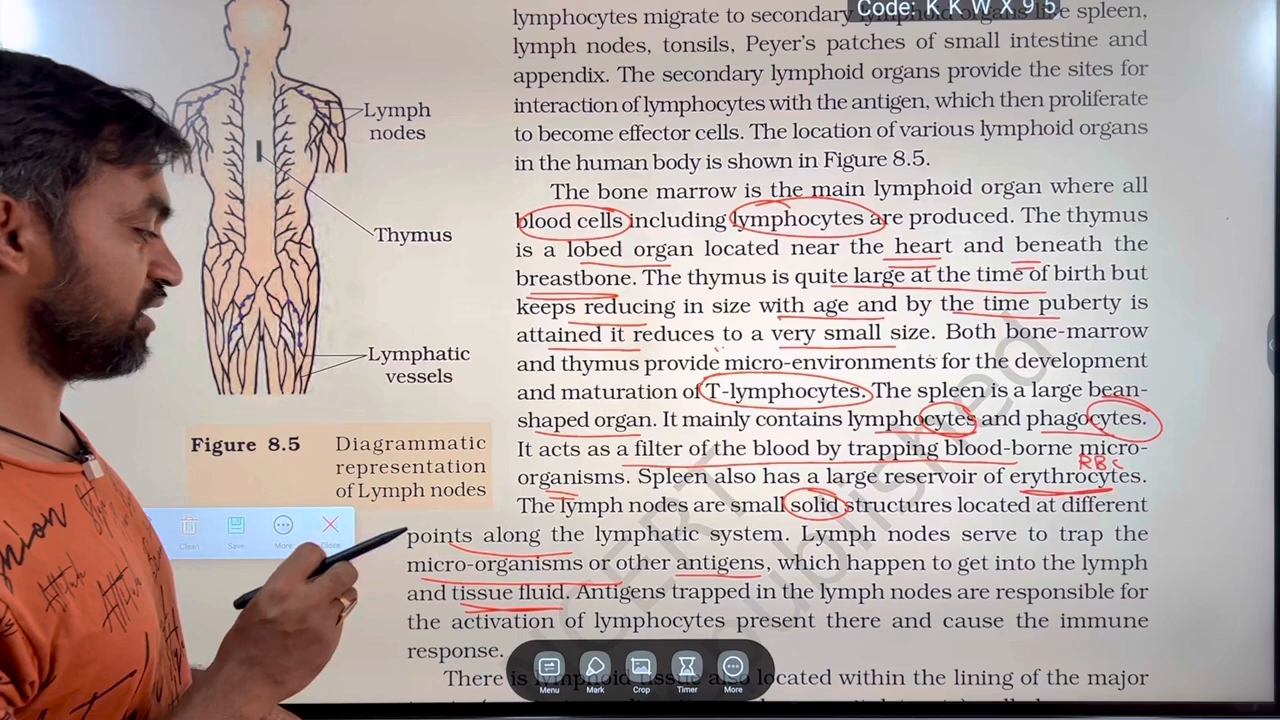 Code: K K W X 9 5
lymphocytes migrate to secondary lymphoid organs like spleen,
lymph nodes, tonsils, Peyer's patches of small intestine and
appendix. The secondary lymphoid organs provide the sites for
interaction of lymphocytes with the antigen, which then proliferate
to become effector cells. The location of various lymphoid organs
in the human body is shown in Figure 8.5.
The bone marrow is the main lymphoid organ where all
blood cells including lymphocytes are produced. The thymus
is a lobed organ located near the heart and beneath the
breastbone. The thymus is quite large at the time of birth but
keeps reducing in size with age and by the time puberty is
attained it reduces to a very small size. Both bone-marrow
and thymus provide micro-environments for the development
and maturation of T-lymphocytes. The spleen is a large bean-
shaped organ. It mainly contains lymphocytes and phagocytes.
It acts as a filter of the blood by trapping blood-borne micro-
RBC
organisms. Spleen also has a large reservoir of erythrocytes.
The lymph nodes are small solid structures located at different
points along the lymphatic system. Lymph nodes serve to trap the
micro-organisms or other antigens, which happen to get into the lymph
and tissue fluid. Antigens trapped in the lymph nodes are responsible for
the activation of lymphocytes present there and cause the immune
response.
There is lymphoid tissue also located within the lining of the major
Lymph
nodes
Thymus
Lymphatic
vessels
Figure 8.5 Diagrammatic
representation
of Lymph nodes
Clean Save More Close
Menu Mark Crop Timer More
NCERT
published